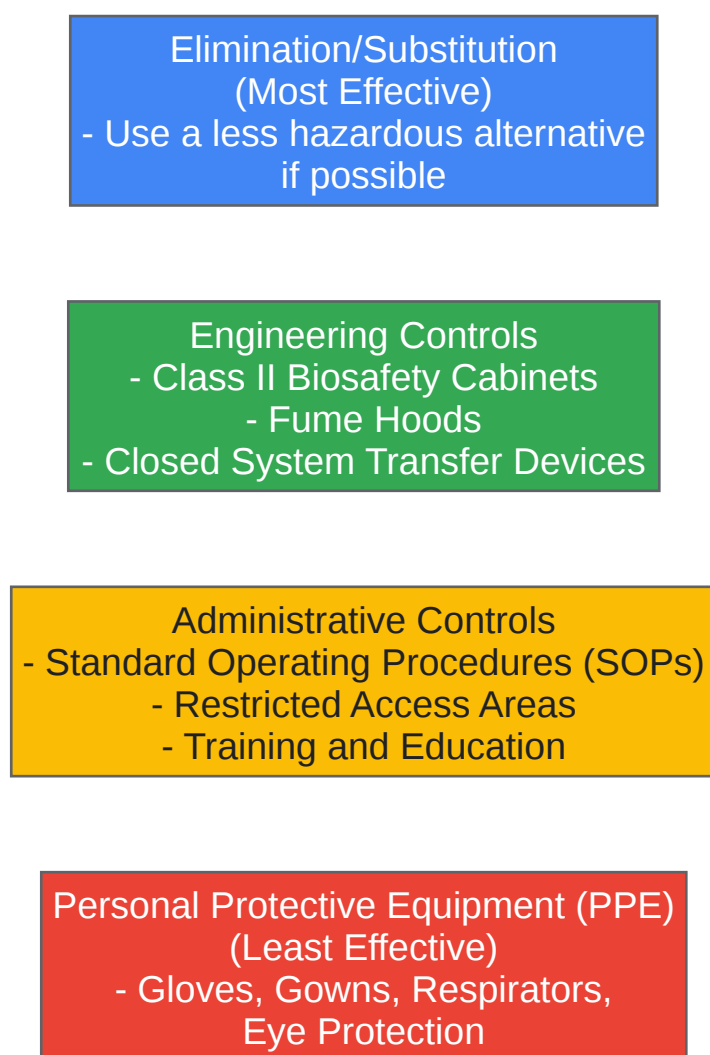 Elimination/Substitution
(Most Effective)
- Use a less hazardous alternative
if possible
Engineering Controls
- Class II Biosafety Cabinets
- Fume Hoods
- Closed System Transfer Devices
Administrative Controls
- Standard Operating Procedures (SOPs)
- Restricted Access Areas
- Training and Education
Personal Protective Equipment (PPE)
(Least Effective)
- Gloves, Gowns, Respirators,
Eye Protection